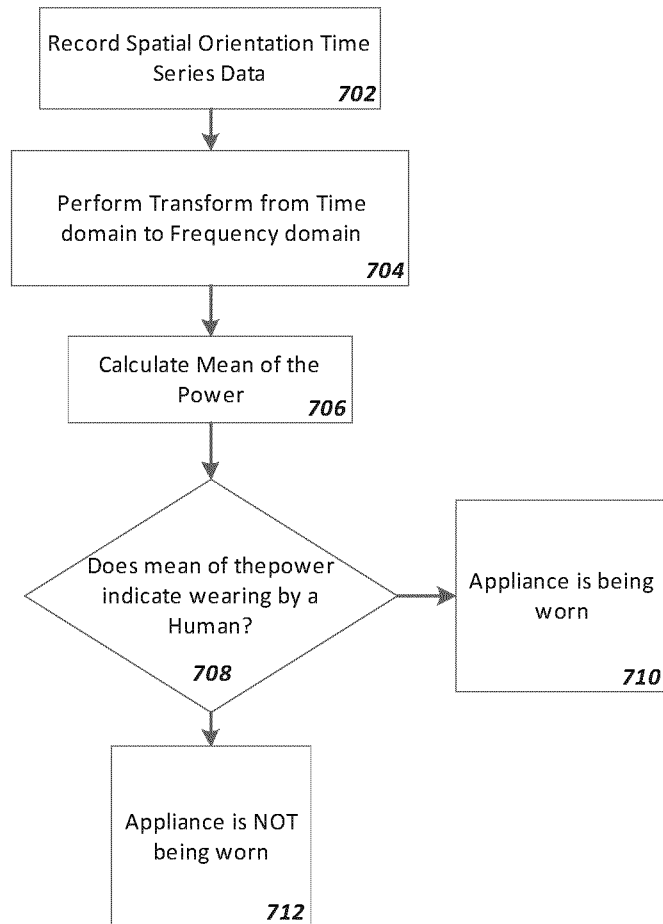 Record Spatial Orientation Time
Series Data
702
Perform Transform from Time
domain to Frequency domain
704
Calculate Mean of the
Power
706
Does mean of thepower
indicate wearing by a
Human?
708
Appliance is being
worn
710
Appliance is NOT
being worn
712